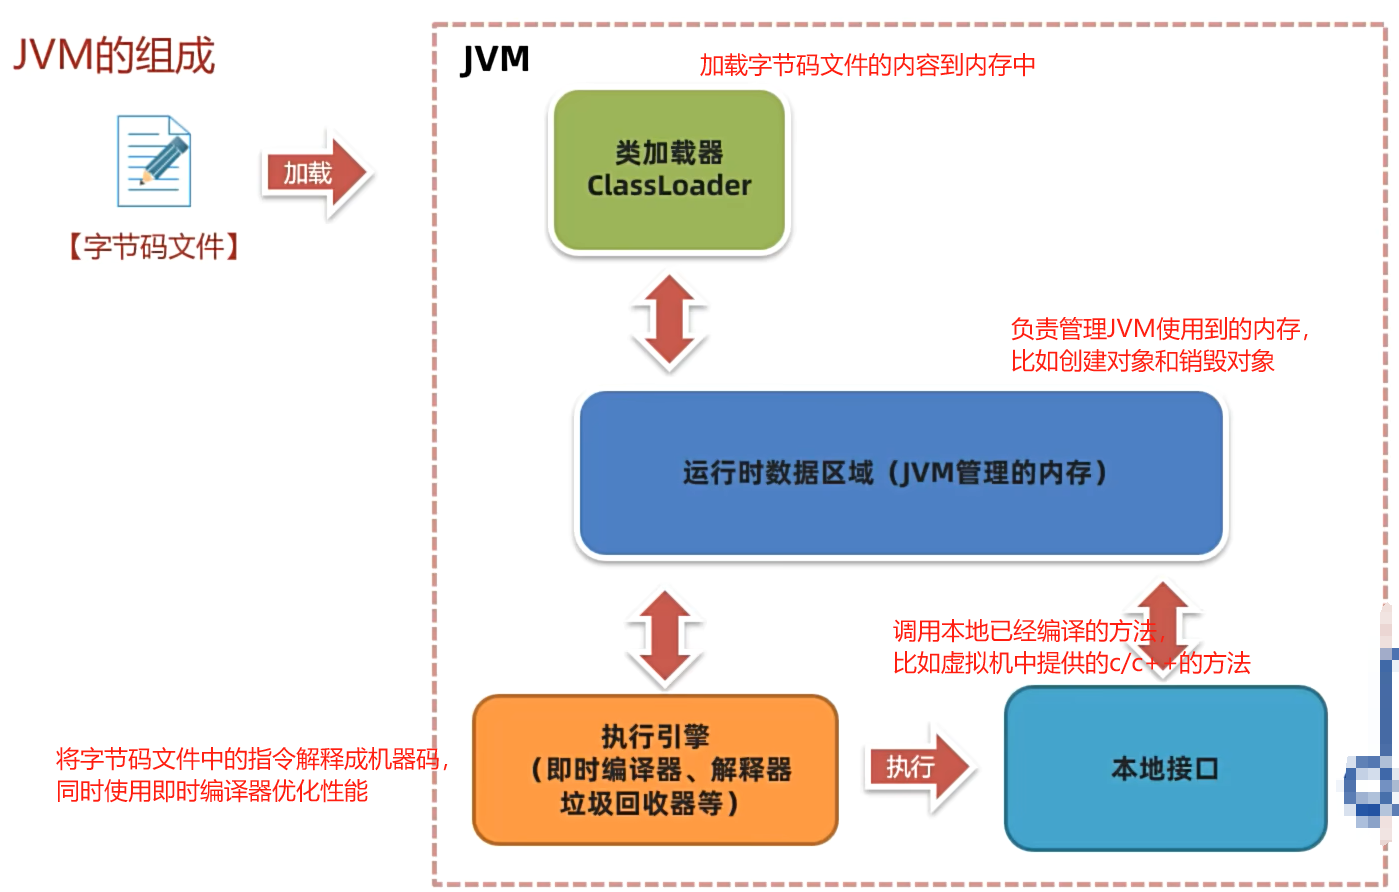 JVM的组成
JVM
加载字节码文件的内容到内存中
加载
类加载器
ClassLoader
【字节码文件】
负责管理JVM使用到的内存，
比如创建对象和销毁对象
运行时数据区域（JVM管理的内存）
调用本地已经编译的方法，
比如虚拟机中提供的c/c++的方法
将字节码文件中的指令解释成机器码，
同时使用即时编译器优化性能
执行引擎
（即时编译器、解释器
垃圾回收器等）
执行
本地接口